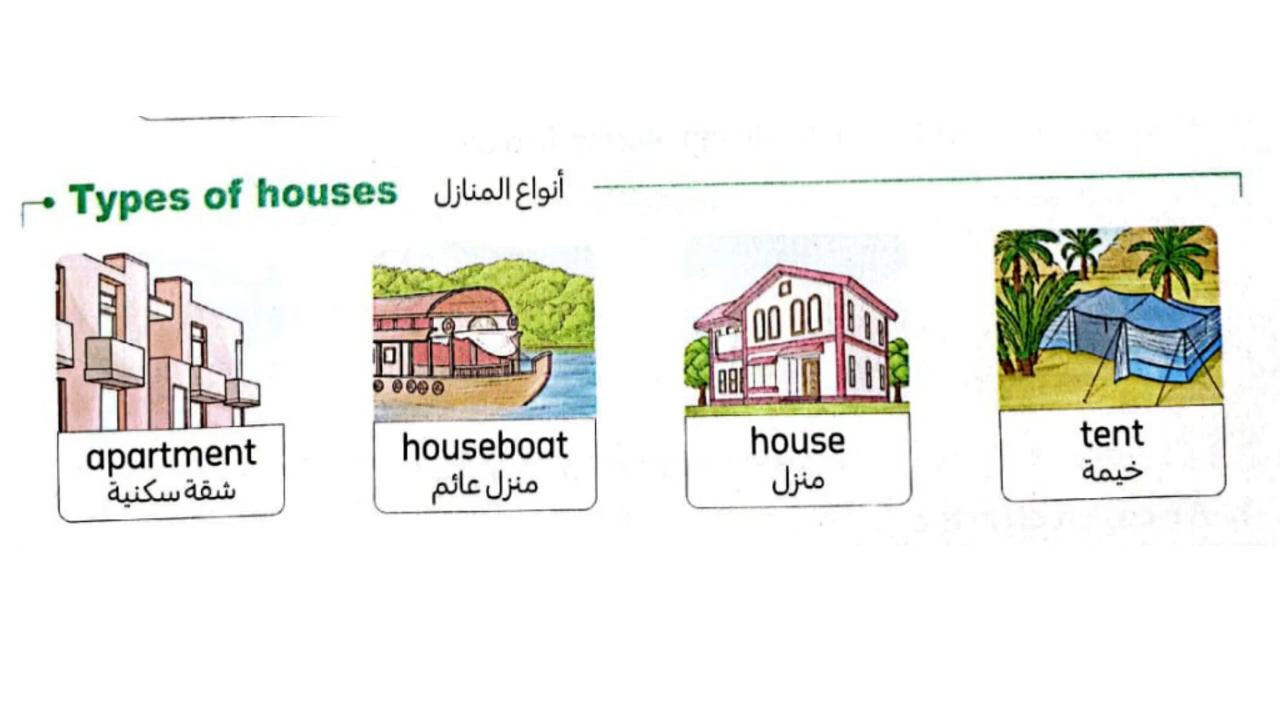 Types of houses أنواع المنازل
apartment
شقة سكنية
houseboat
منزل عائم
house
منزل
tent
خيمة